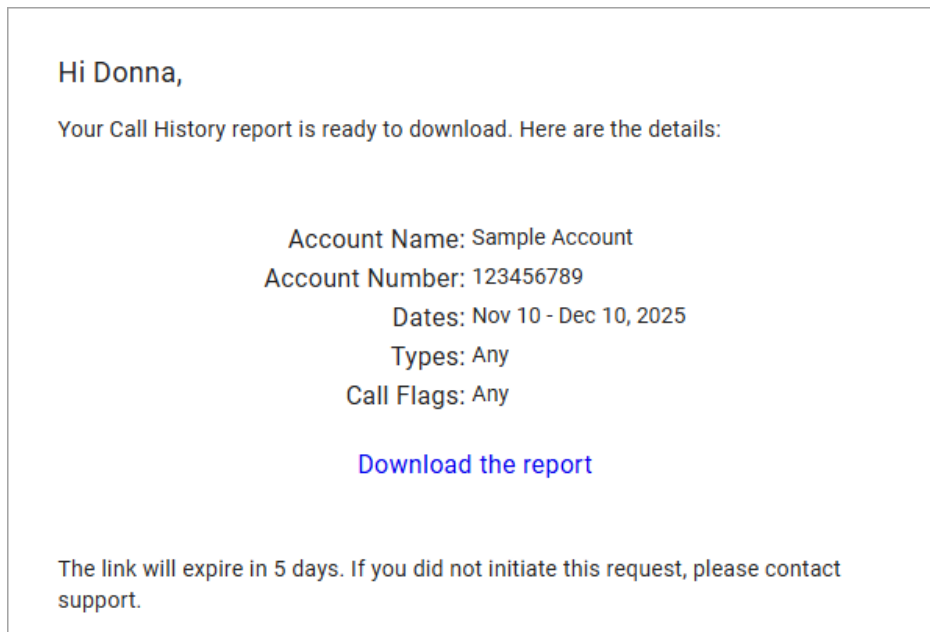 Hi Donna,
Your Call History report is ready to download. Here are the details:
Account Name: Sample Account
Account Number: 123456789
Dates: Nov 10 - Dec 10, 2025
Types: Any
Call Flags: Any
Download the report
The link will expire in 5 days. If you did not initiate this request, please contact
support.